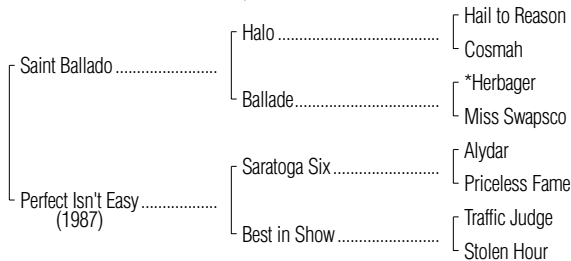 Hail to Reason
Halo ................................
Cosmah
Saint Ballado ........................
*Herbager
Ballade...................................
Miss Swapsco
Alydar
Saratoga Six .........................
Priceless Fame
Perfect Isn't Easy ..................
(1987)
Traffic Judge
Best in Show .........................
Stolen Hour